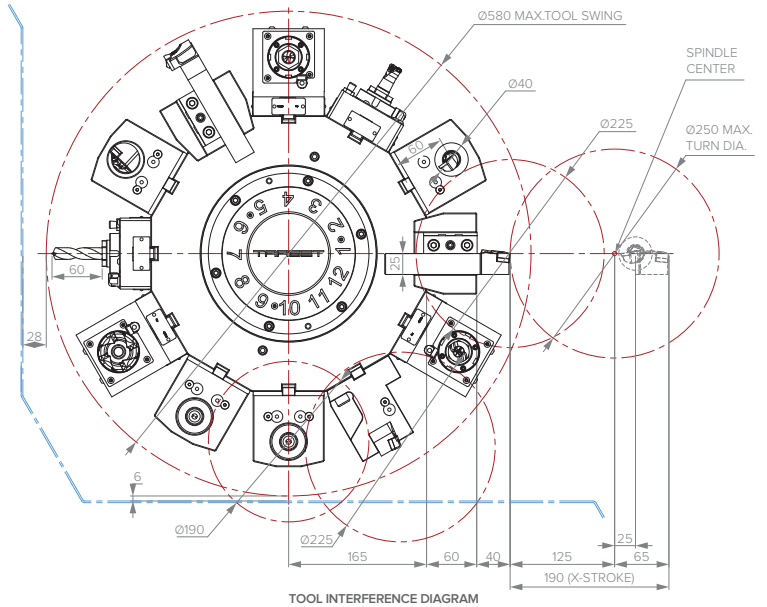 Ø580 MAX.TOOL SWING
SPINDLE
CENTER
Ø40
Ø225
Ø250 MAX.
TURN DIA.
60
4
3
5
2
6
1
7
12
8
11
9
10
25
60
28
6
Ø190
Ø225
165
60
40
125
25
65
190 (X-STROKE)
TOOL INTERFERENCE DIAGRAM